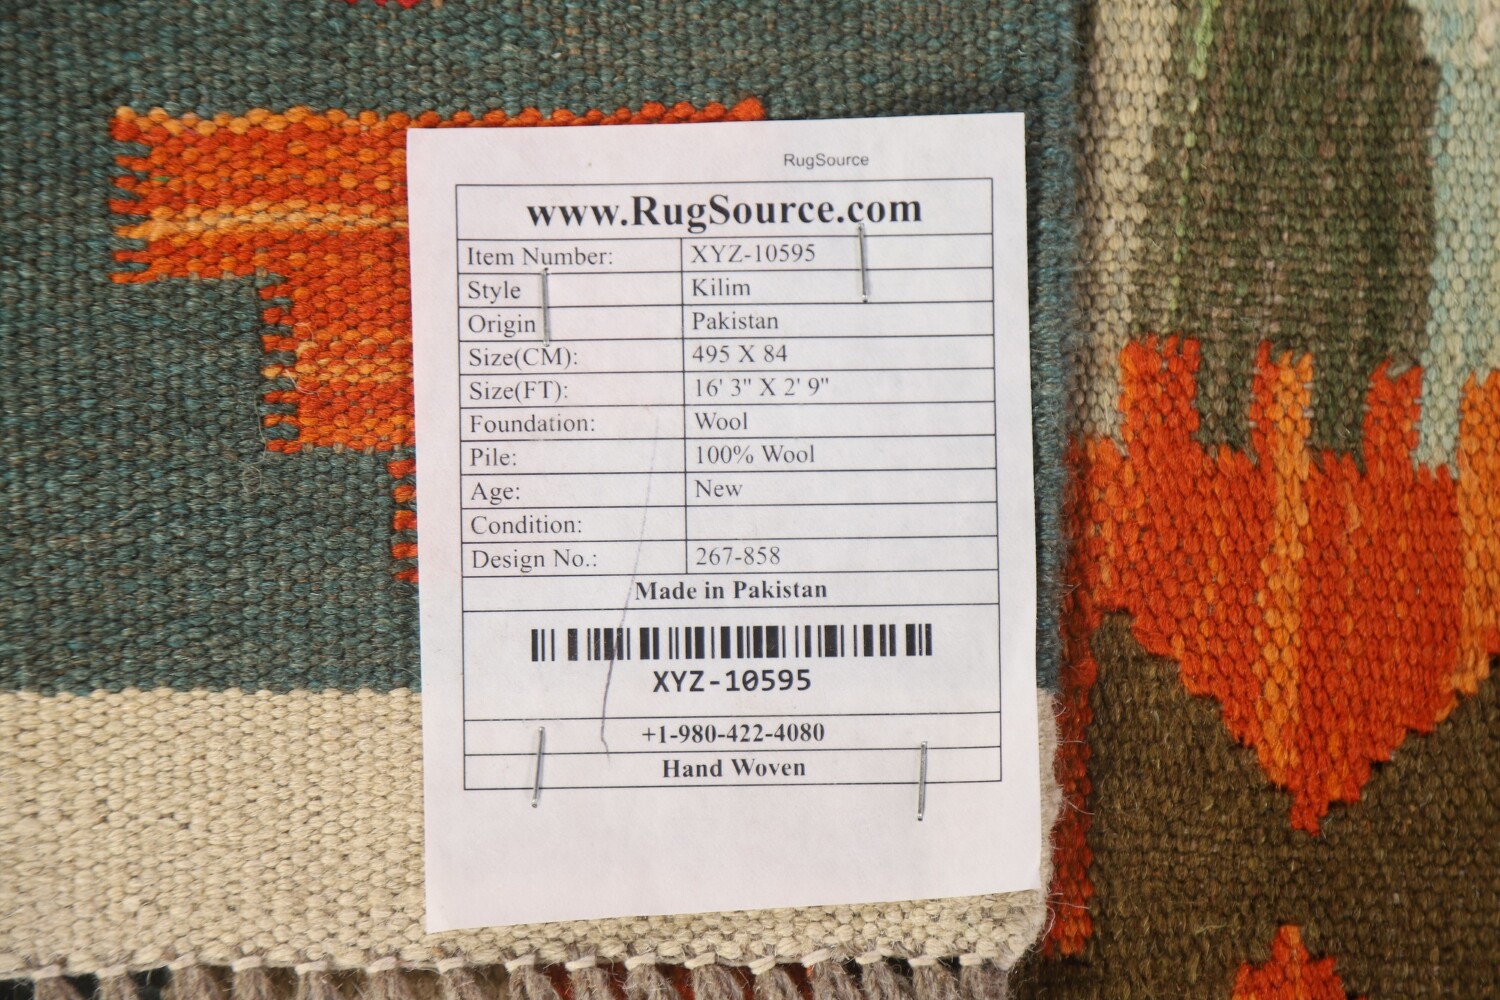 RugSource
www.RugSource.com
Item Number: XYZ-10595
Style Kilim
Origin Pakistan
Size(CM): 495 X 84
Size(FT): 16' 3" X 2' 9"
Foundation: Wool
Pile: 100% Wool
Age: New
Condition:
Design No.: 267-858
Made in Pakistan
XYZ-10595
+1-980-422-4080
Hand Woven